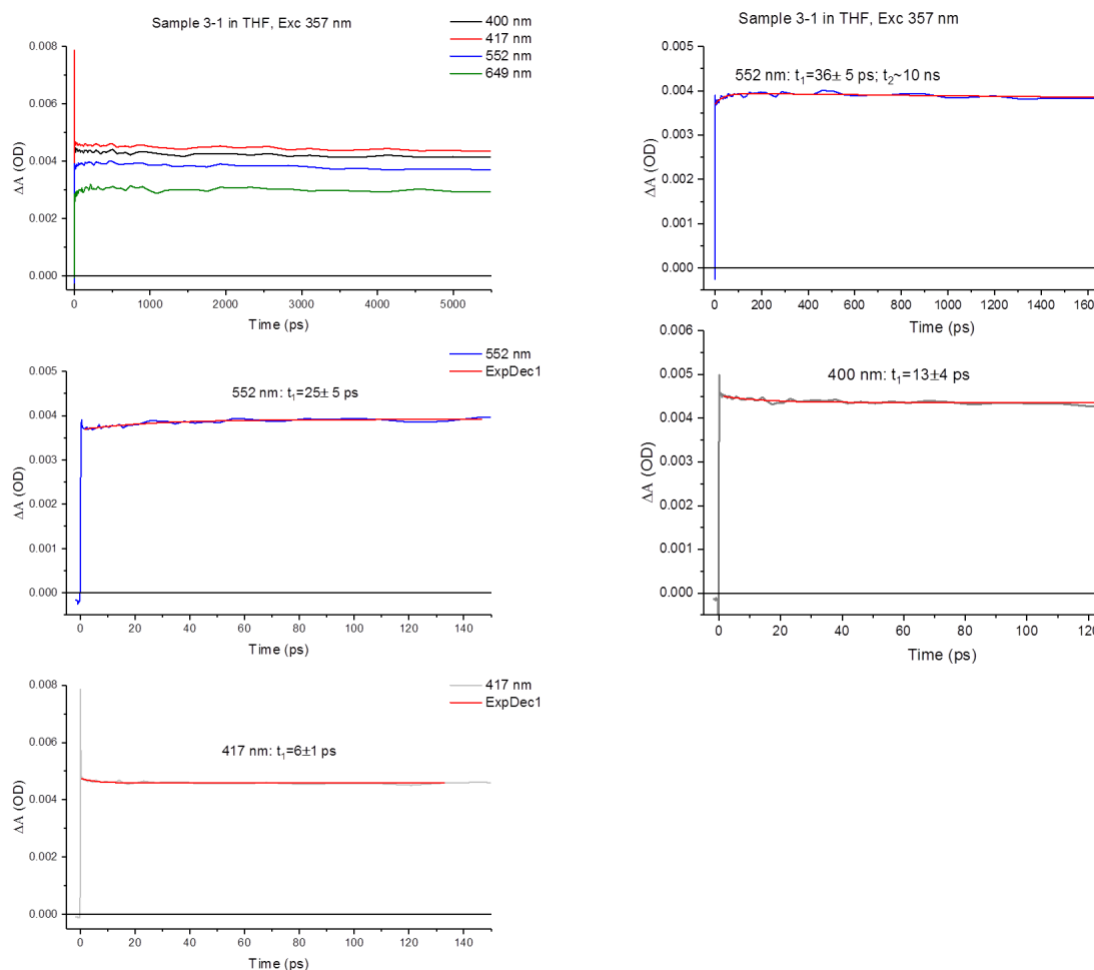 Sample 3-1 in THF, Exc 357 nm
400 nm
417 nm
552 nm
649 nm
0.008
0.006
0.004
0.002
0.000
ΔA (OD)
0 1000 2000 3000 4000 5000
Time (ps)
Sample 3-1 in THF, Exc 357 nm
552 nm: t₁=36± 5 ps; t₂~10 ns
0.005
0.004
0.003
0.002
0.001
0.000
ΔA (OD)
0 200 400 600 800 1000 1200 1400 160
Time (ps)
552 nm
ExpDec1
552 nm: t₁=25± 5 ps
0.005
0.004
0.003
0.002
0.001
0.000
ΔA (OD)
0 20 40 60 80 100 120 140
Time (ps)
400 nm: t₁=13±4 ps
0.006
0.005
0.004
0.003
0.002
0.001
0.000
ΔA (OD)
0 20 40 60 80 100 120
Time (ps)
417 nm
ExpDec1
417 nm: t₁=6±1 ps
0.008
0.006
0.004
0.002
0.000
ΔA (OD)
0 20 40 60 80 100 120 140
Time (ps)